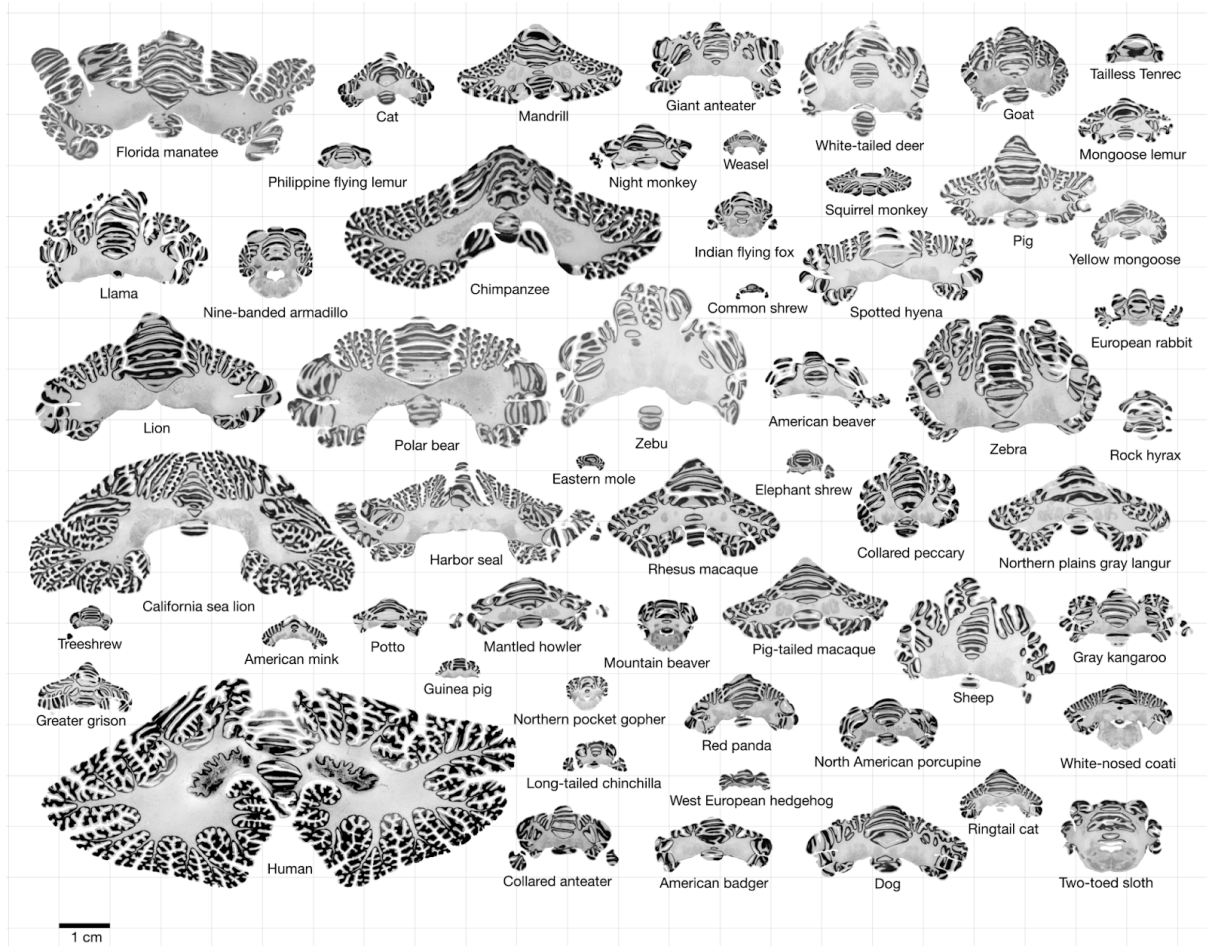 Florida manatee
Cat
Mandrill
Giant anteater
White-tailed deer
Goat
Tailless Tenrec
Philippine flying lemur
Night monkey
Weasel
Squirrel monkey
Mongoose lemur
Llama
Nine-banded armadillo
Chimpanzee
Indian flying fox
Common shrew
Spotted hyena
Pig
Yellow mongoose
European rabbit
Lion
Polar bear
Zebu
American beaver
Zebra
Rock hyrax
Eastern mole
Elephant shrew
California sea lion
Harbor seal
Rhesus macaque
Collared peccary
Northern plains gray langur
Treeshrew
American mink
Potto
Mantled howler
Mountain beaver
Pig-tailed macaque
Sheep
Gray kangaroo
Greater grison
Guinea pig
Northern pocket gopher
Red panda
North American porcupine
White-nosed coati
Long-tailed chinchilla
West European hedgehog
Ringtail cat
Human
Collared anteater
American badger
Dog
Two-toed sloth
1 cm